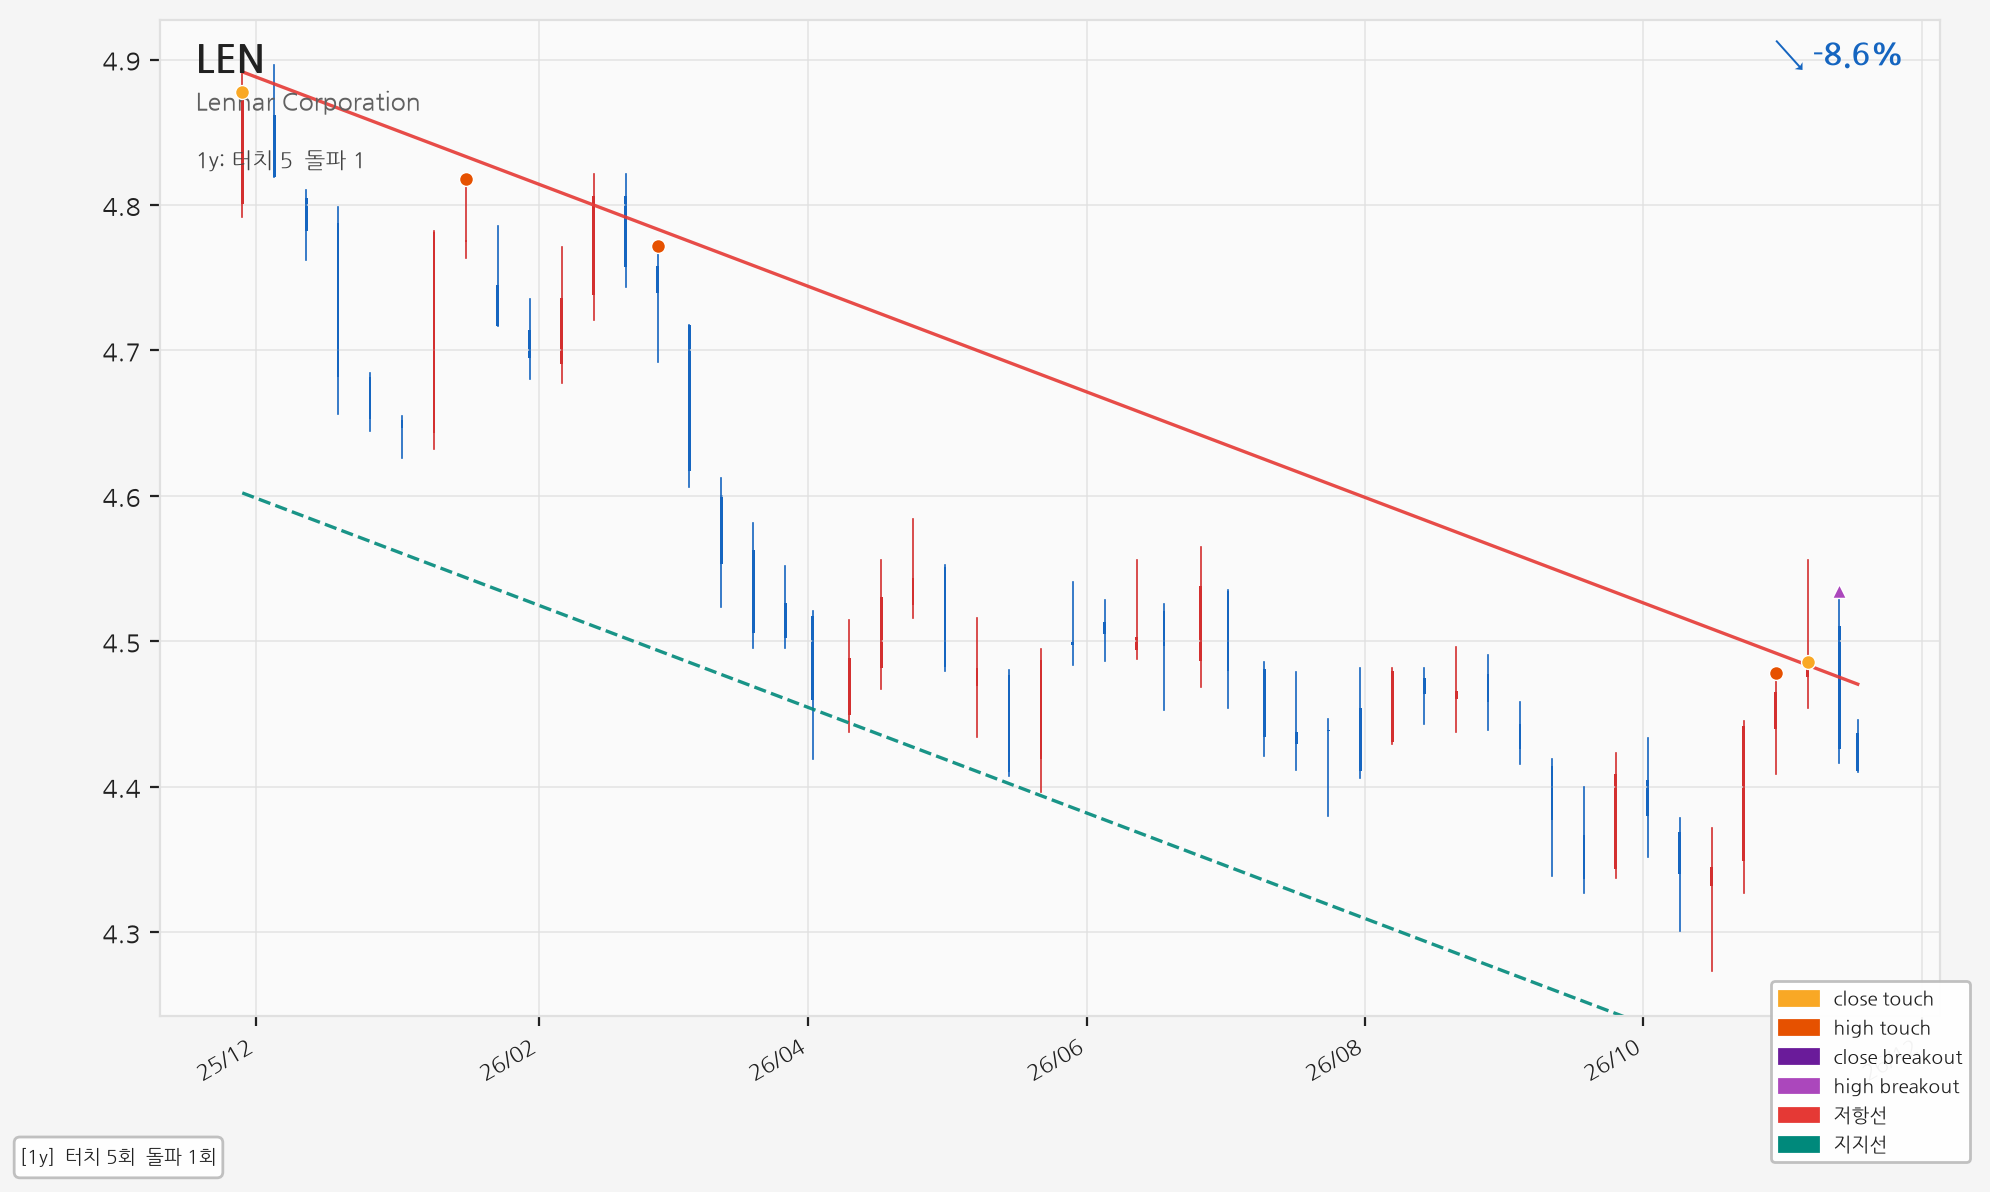 LEN
Lennar Corporation
1y: 터치 5 돌파 1
-8.6%
4.9
4.8
4.7
4.6
4.5
4.4
4.3
25/12
26/02
26/04
26/06
26/08
26/10
close touch
high touch
close breakout
high breakout
저항선
지지선
[1y] 터치 5회 돌파 1회